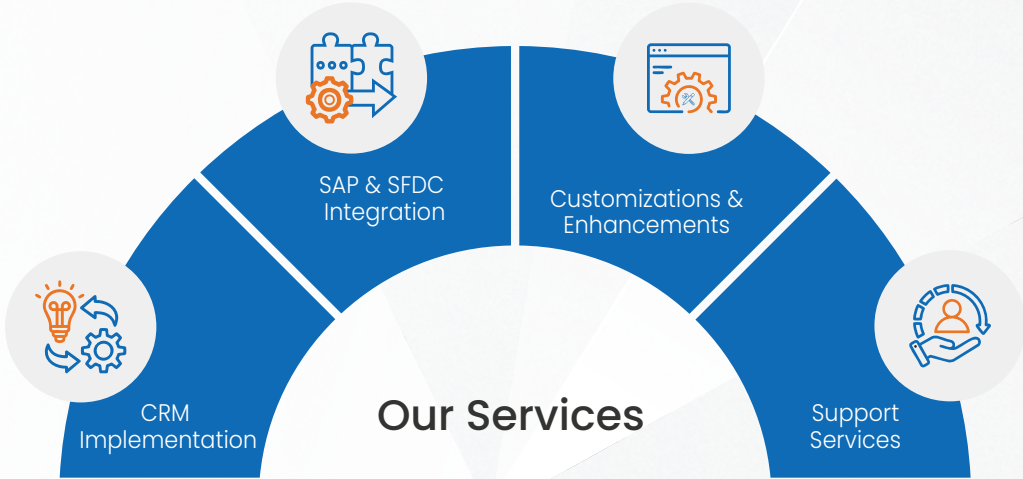 SAP & SFDC
Integration
Customizations &
Enhancements
CRM
Implementation
Our Services
Support
Services